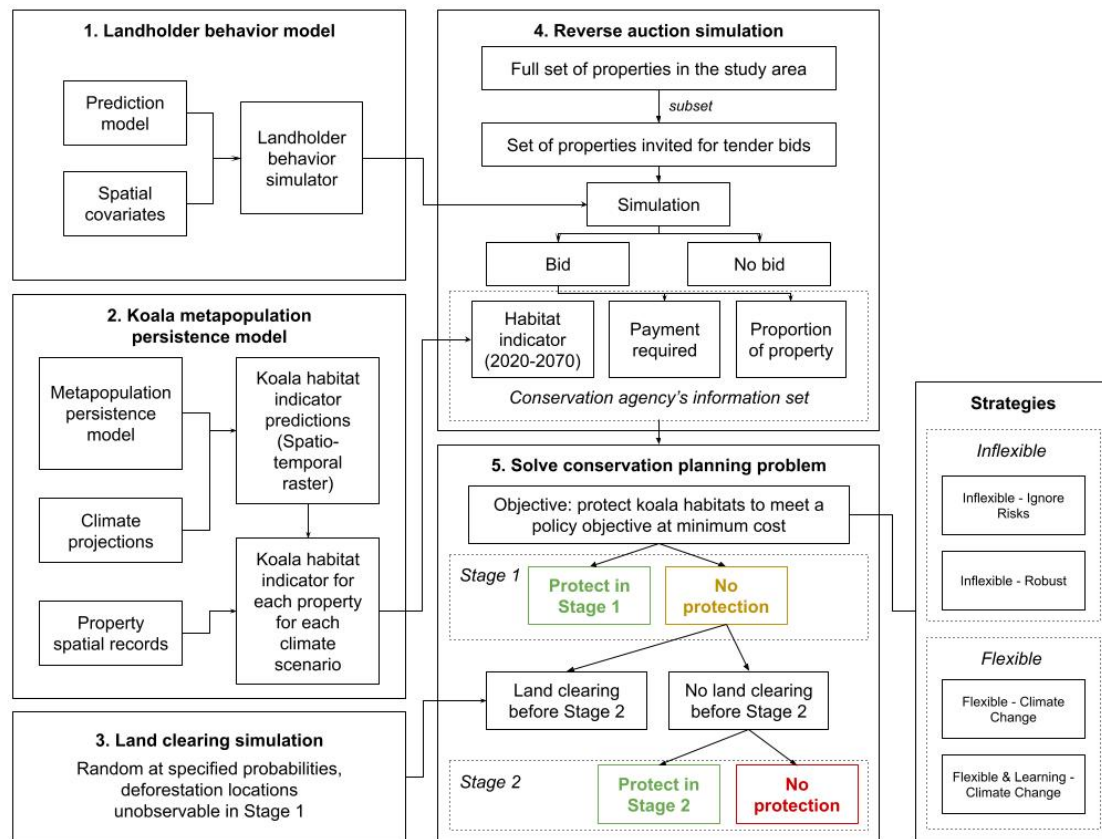 1. Landholder behavior model
Prediction
model
Spatial
covariates
Landholder
behavior
simulator
2. Koala metapopulation
persistence model
Metapopulation
persistence
model
Climate
projections
Property
spatial records
Koala habitat
indicator
predictions
(Spatio-
temporal
raster)
Koala habitat
indicator for
each property
for each
climate
scenario
3. Land clearing simulation
Random at specified probabilities,
deforestation locations
unobservable in Stage 1
4. Reverse auction simulation
Full set of properties in the study area
subset
Set of properties invited for tender bids
Simulation
Bid
No bid
Habitat
indicator
(2020-2070)
Payment
required
Proportion
of property
Conservation agency's information set
5. Solve conservation planning problem
Objective: protect koala habitats to meet a
policy objective at minimum cost
Stage 1
Protect in
Stage 1
No
protection
Land clearing
before Stage 2
No land clearing
before Stage 2
Stage 2
Protect in
Stage 2
No
protection
Strategies
Inflexible
Inflexible - Ignore
Risks
Inflexible - Robust
Flexible
Flexible - Climate
Change
Flexible & Learning -
Climate Change